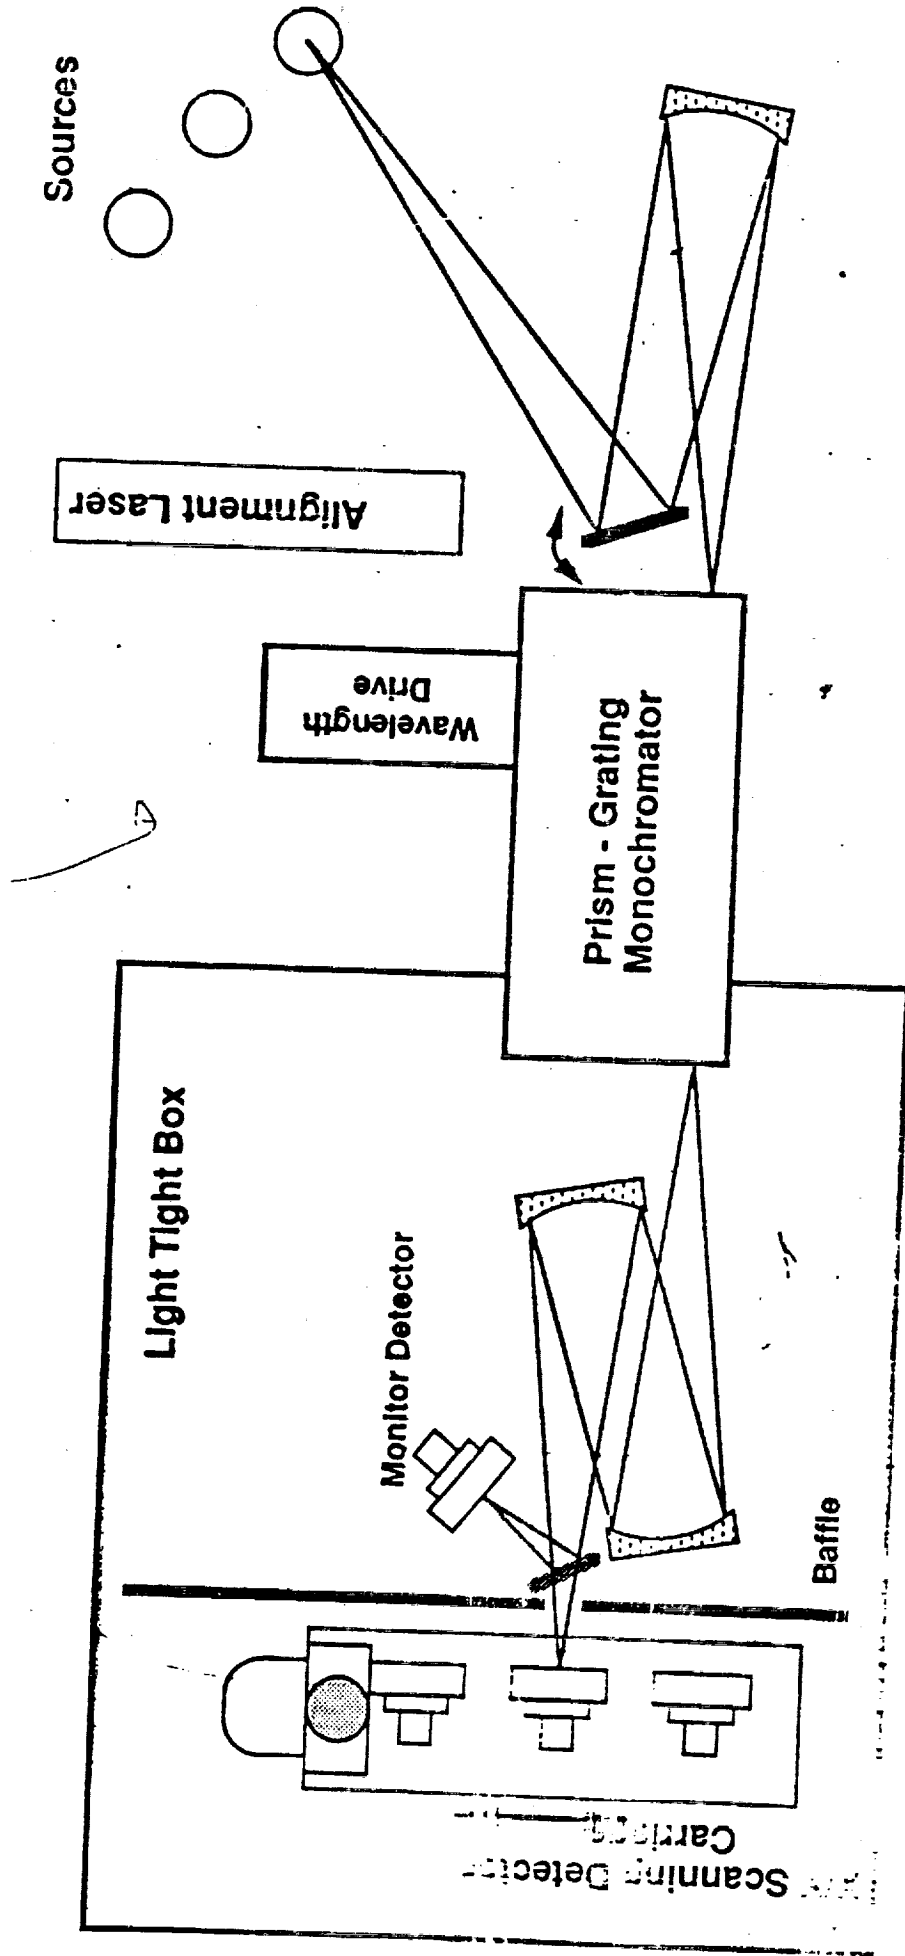 Sources
Alignment Laser
Wavelength
Drive
Prism - Grating
Monochromator
Light Tight Box
Monitor Detector
Baffle
Scanning Detector
Carriage